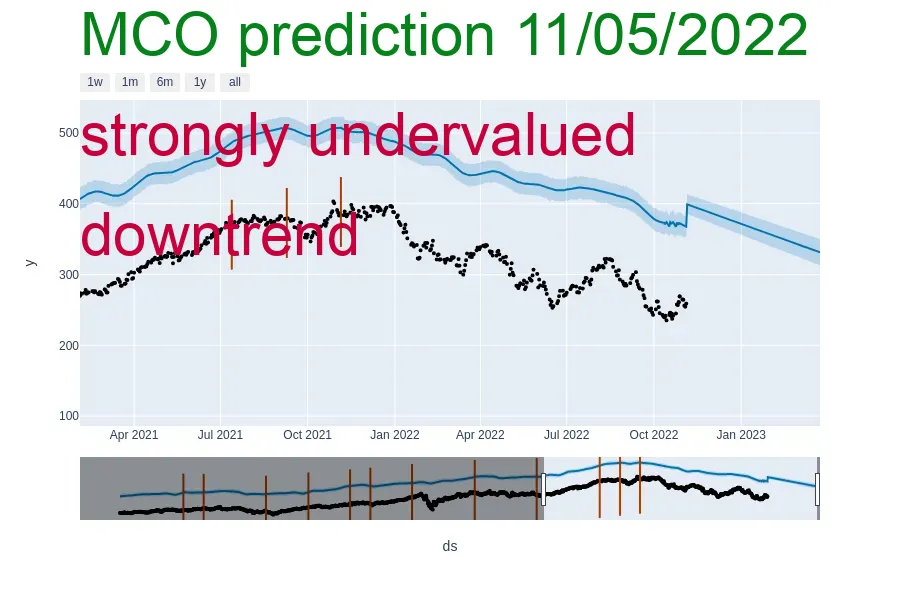 MCO prediction 11/05/2022
1w 1m 6m 1y all
strongly undervalued
downtrend
500
400
300
200
100
y
Apr 2021 Jul 2021 Oct 2021 Jan 2022 Apr 2022 Jul 2022 Oct 2022 Jan 2023
ds